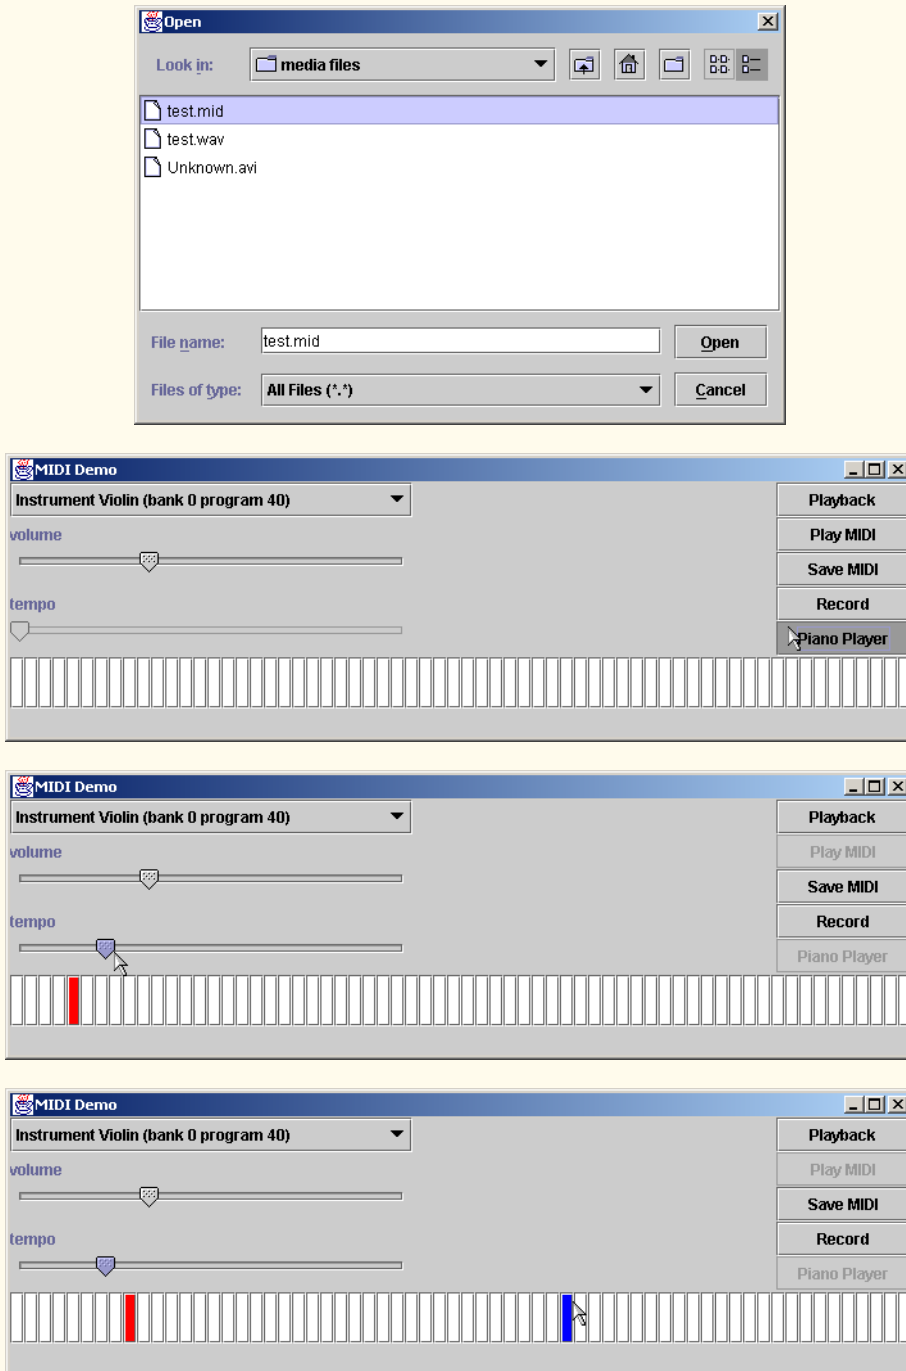 Open
Look in:
media files
test.mid
test.wav
Unknown.avi
File name:
test.mid
Open
Files of type:
All Files (*.*)
Cancel
MIDI Demo
Instrument Violin (bank 0 program 40)
Playback
volume
Play MIDI
Save MIDI
tempo
Record
Piano Player
MIDI Demo
Instrument Violin (bank 0 program 40)
Playback
volume
Play MIDI
Save MIDI
tempo
Record
Piano Player
MIDI Demo
Instrument Violin (bank 0 program 40)
Playback
volume
Play MIDI
Save MIDI
tempo
Record
Piano Player